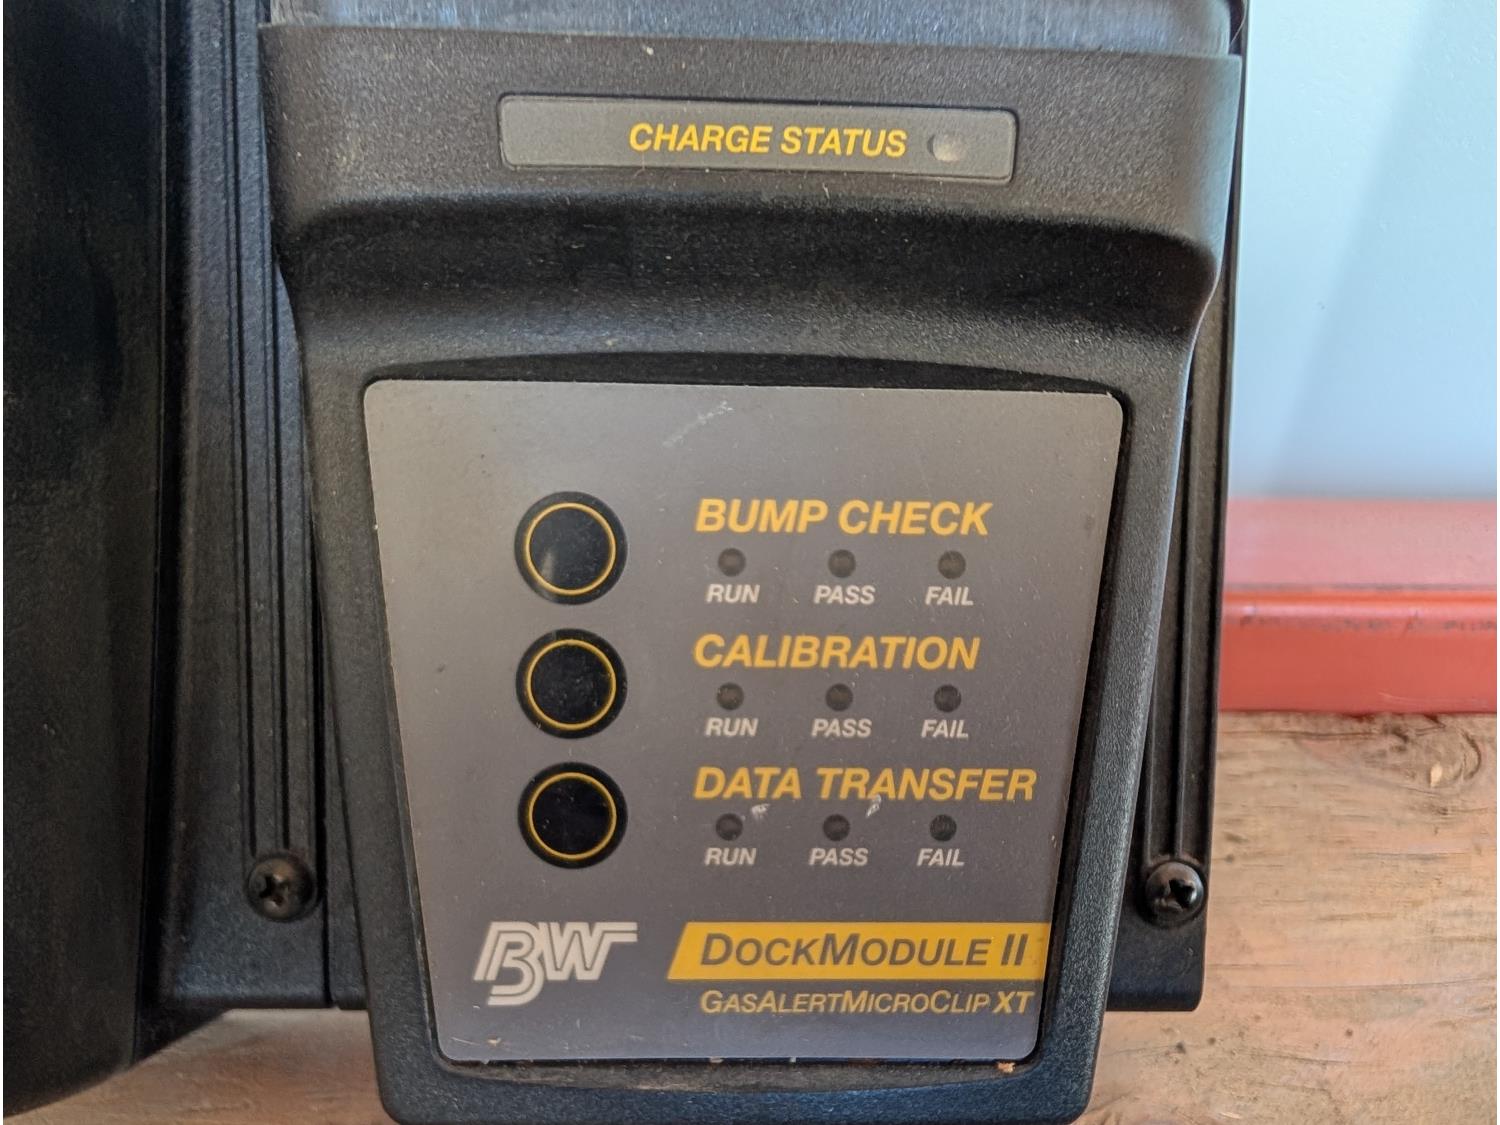 CHARGE STATUS
BUMP CHECK
RUN PASS FAIL
CALIBRATION
RUN PASS FAIL
DATA TRANSFER
RUN PASS FAIL
BW
DOCKMODULE II
GASALERTMICROCLIP XT